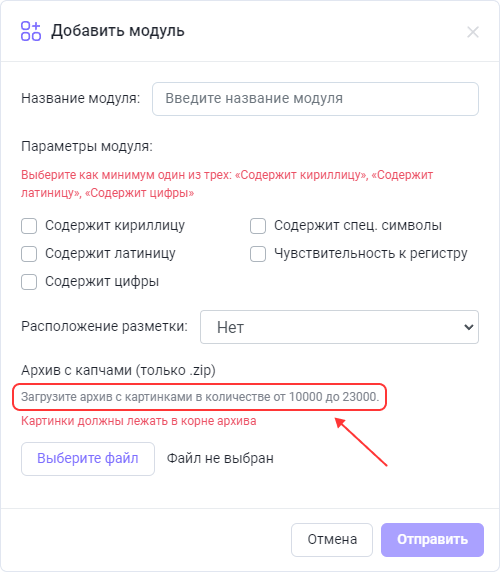 Добавить модуль
Название модуля: Введите название модуля
Параметры модуля:
Выберите как минимум один из трех: «Содержит кириллицу», «Содержит
латиницу», «Содержит цифры»
Содержит кириллицу Содержит спец. символы
Содержит латиницу Чувствительность к регистру
Содержит цифры
Расположение разметки: Нет
Архив с капчами (только .zip)
Загрузите архив с картинками в количестве от 10000 до 23000.
Картинки должны лежать в корне архива
Выберите файл Файл не выбран
Отмена Отправить